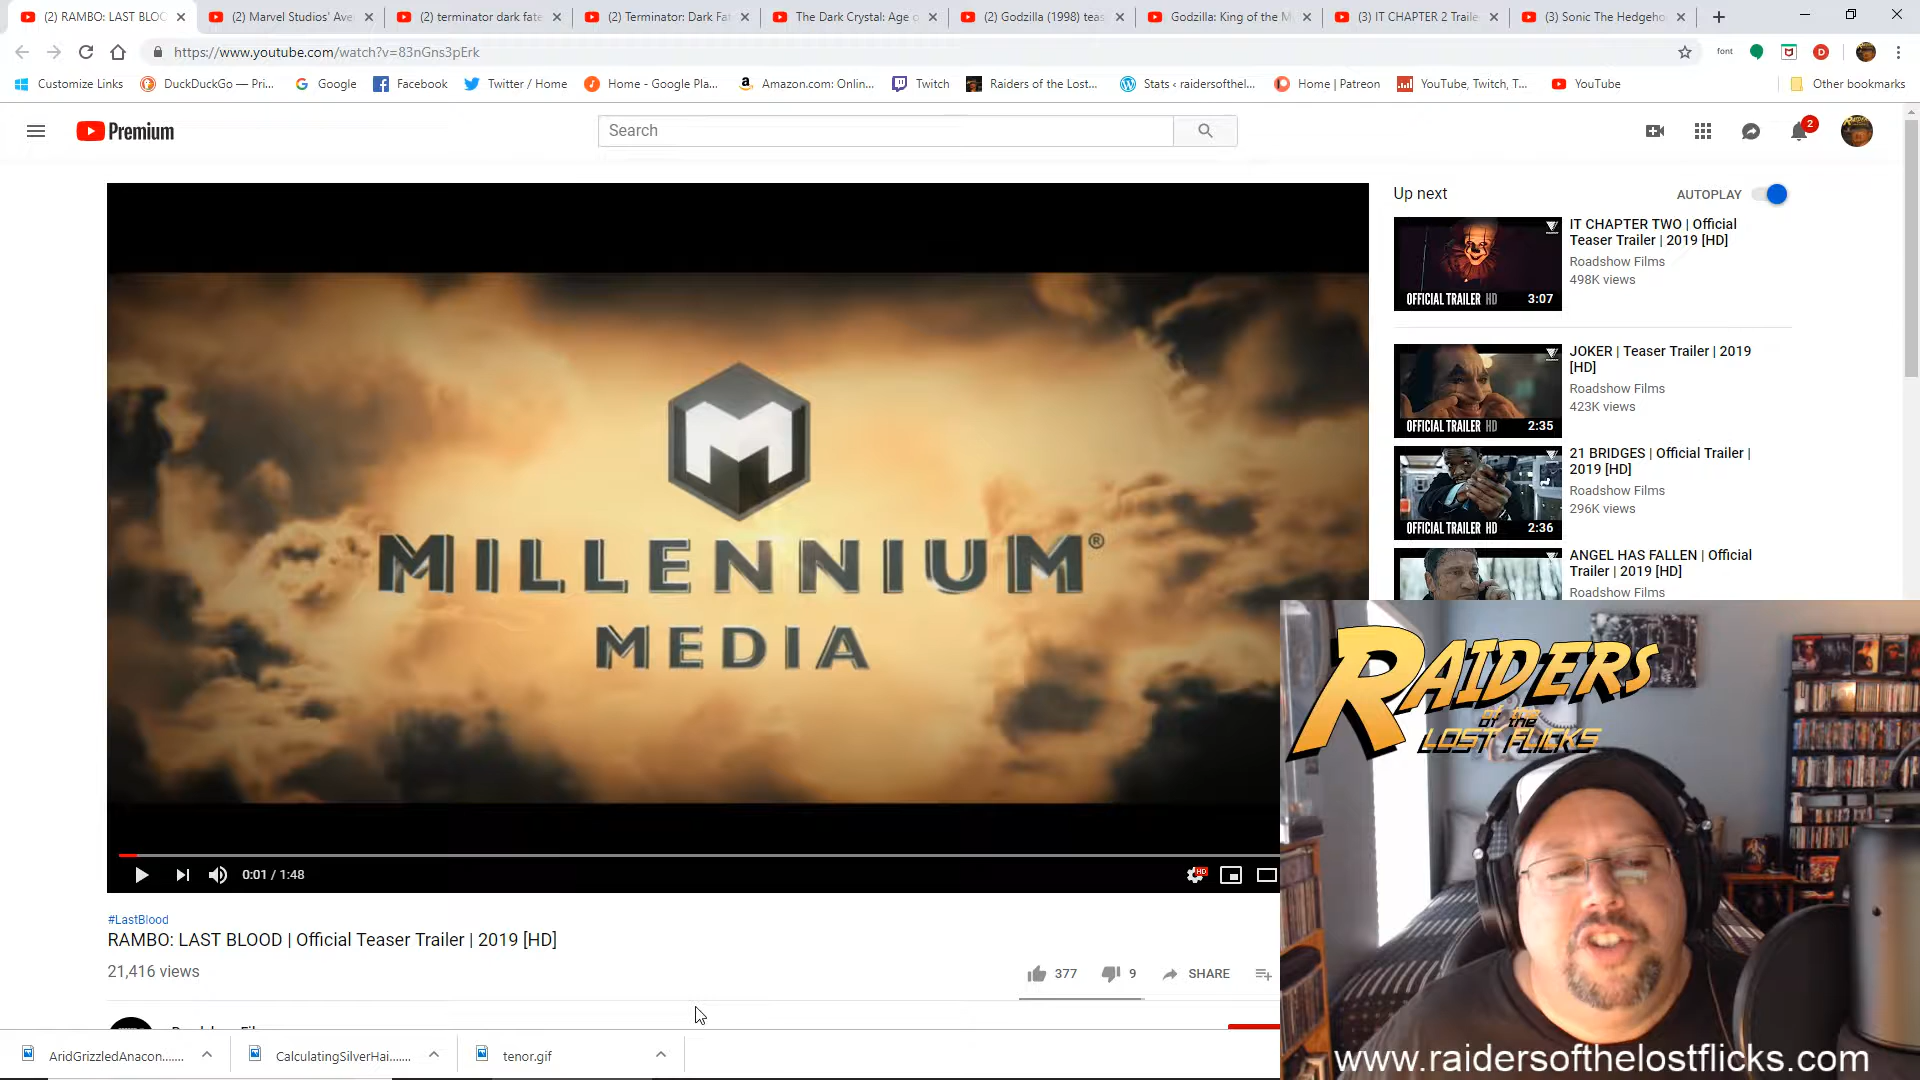 (2) RAMBO: LAST BLOO
(2) Marvel Studios' Ave
(2) terminator dark fate
(2) Terminator: Dark Fat
The Dark Crystal: Age o
(2) Godzilla (1998) teas
Godzilla: King of the M
(3) IT CHAPTER 2 Traile
(3) Sonic The Hedgeho
https://www.youtube.com/watch?v=83nGns3pErk
font
Customize Links
DuckDuckGo — Pri...
Google
Facebook
Twitter / Home
Home - Google Pla...
Amazon.com: Onlin...
Twitch
Raiders of the Lost...
Stats ‹ raidersofthel...
Home | Patreon
YouTube, Twitch, T...
YouTube
Other bookmarks
Premium
Search
2
MILLENNIUM®
MEDIA
0:01 / 1:48
HD
#LastBlood
RAMBO: LAST BLOOD | Official Teaser Trailer | 2019 [HD]
21,416 views
377
9
SHARE
Up next
AUTOPLAY
OFFICIAL TRAILER HD
3:07
IT CHAPTER TWO | Official
Teaser Trailer | 2019 [HD]
Roadshow Films
498K views
OFFICIAL TRAILER HD
2:35
JOKER | Teaser Trailer | 2019
[HD]
Roadshow Films
423K views
OFFICIAL TRAILER HD
2:36
21 BRIDGES | Official Trailer |
2019 [HD]
Roadshow Films
296K views
ANGEL HAS FALLEN | Official
Trailer | 2019 [HD]
Roadshow Films
RAIDERS
of the
LOST FLICKS
www.raidersofthelostflicks.com
AridGrizzledAnacon.......
CalculatingSilverHai.......
tenor.gif